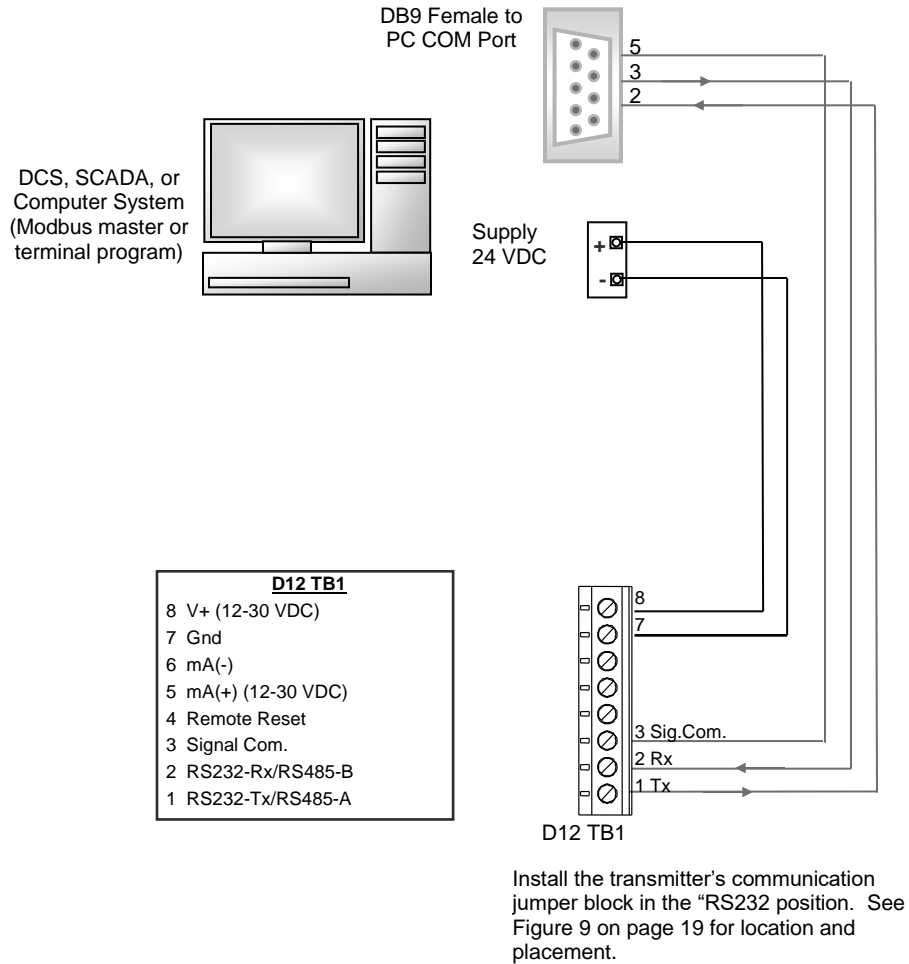 DB9 Female to
PC COM Port
5
3
2
DCS, SCADA, or
Computer System
(Modbus master or
terminal program)
Supply
24 VDC
+
-
D12 TB1
8 V+ (12-30 VDC)
7 Gnd
6 mA(-)
5 mA(+) (12-30 VDC)
4 Remote Reset
3 Signal Com.
2 RS232-Rx/RS485-B
1 RS232-Tx/RS485-A
8
7
3 Sig.Com.
2 Rx
1 Tx
D12 TB1
Install the transmitter’s communication
jumper block in the “RS232 position. See
Figure 9 on page 19 for location and
placement.